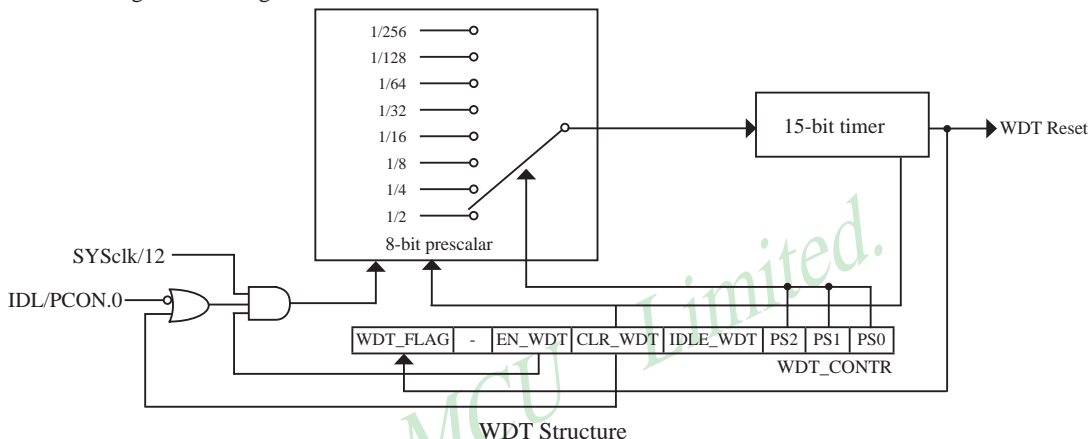 1/256
1/128
1/64
1/32
1/16
1/8
1/4
1/2
8-bit prescalar
15-bit timer
WDT Reset
SYSclk/12
IDL/PCON.0
WDT_FLAG - EN_WDT CLR_WDT IDLE_WDT PS2 PS1 PS0
WDT_CONTR
MCU Limited.
WDT Structure